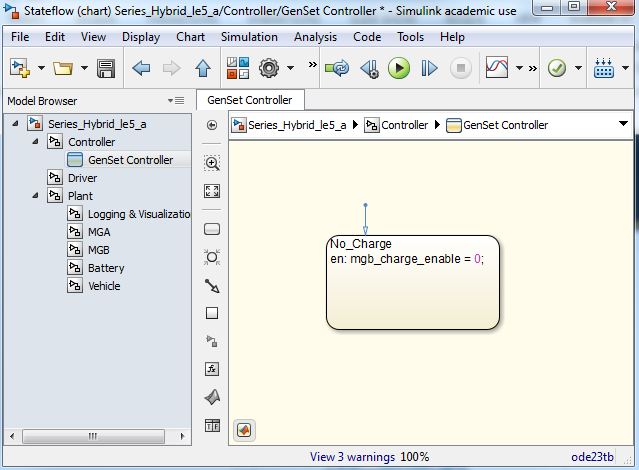 Stateflow (chart) Series_Hybrid_le5_a/Controller/GenSet Controller * - Simulink academic use
File Edit View Display Chart Simulation Analysis Code Tools Help
» »
Model Browser
GenSet Controller
Series_Hybrid_le5_a
Controller
GenSet Controller
Driver
Plant
Logging & Visualizatio
MGA
MGB
Battery
Vehicle
Series_Hybrid_le5_a Controller GenSet Controller
No_Charge
en: mgb_charge_enable = 0;
View 3 warnings 100% ode23tb